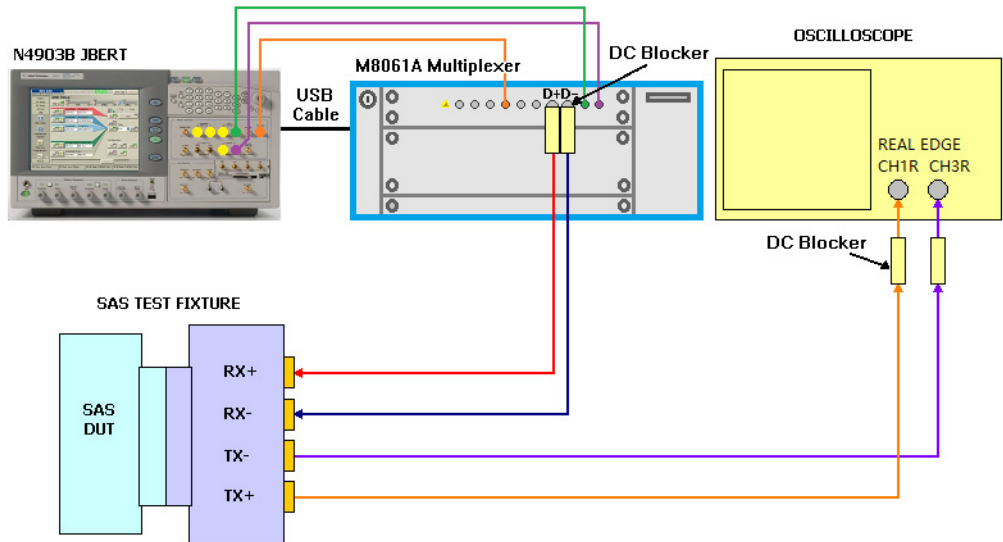 N4903B JBERT
USB
Cable
M8061A Multiplexer
DC Blocker
D+D-
OSCILLOSCOPE
REAL EDGE
CH1R CH3R
DC Blocker
SAS TEST FIXTURE
SAS
DUT
RX+
RX-
TX-
TX+